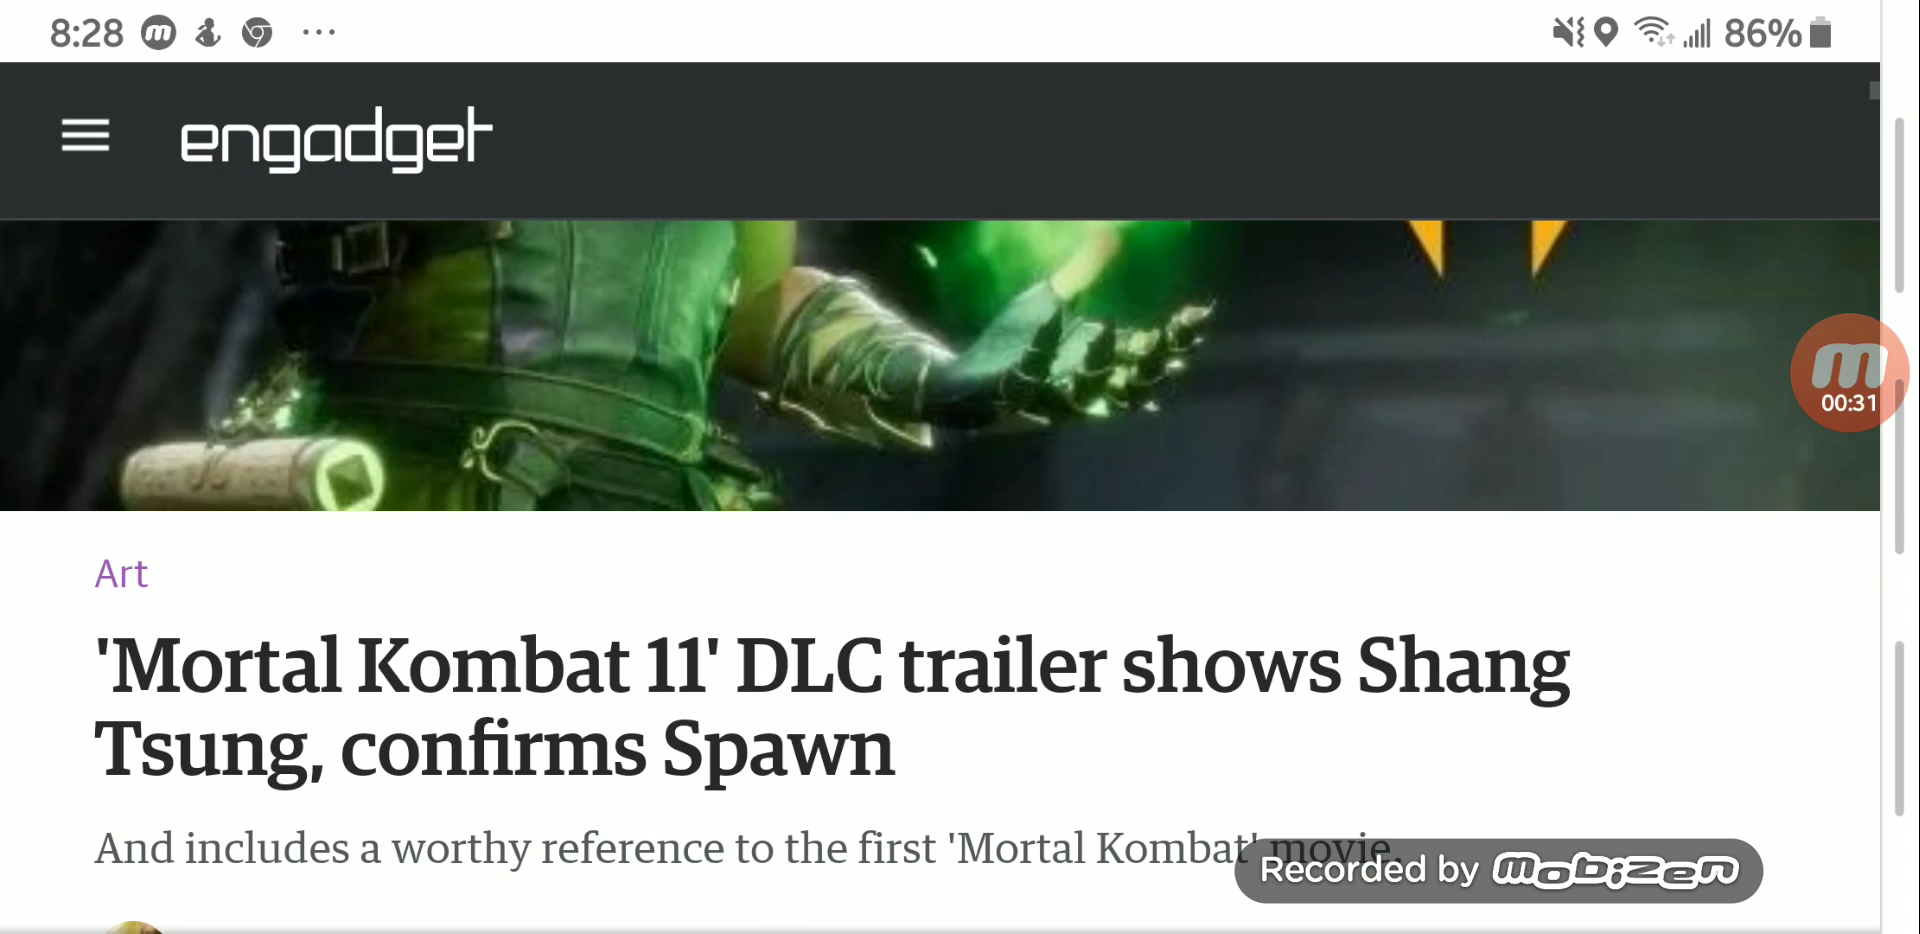 8:28
86%
engadget
00:31
Art
'Mortal Kombat 11' DLC trailer shows Shang
Tsung, confirms Spawn
And includes a worthy reference to the first 'Mortal Kombat' movie.
Recorded by mobizen